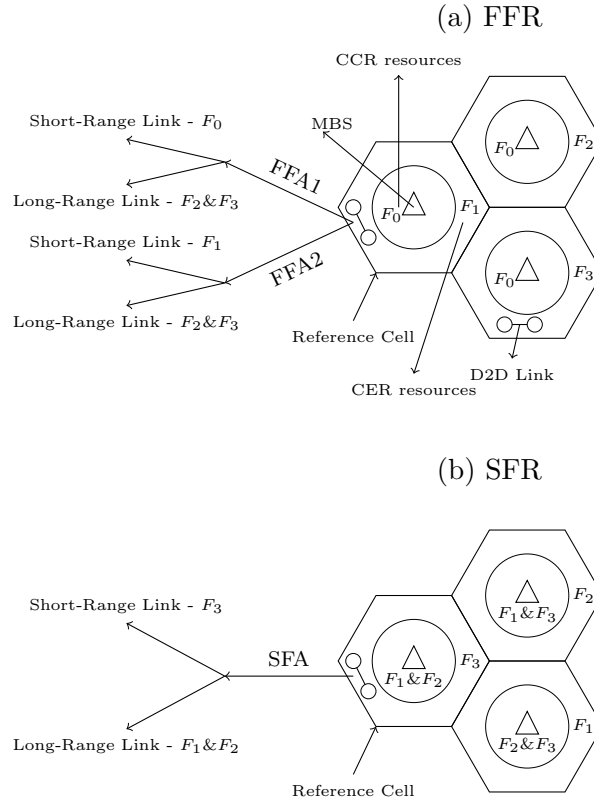 (a) FFR
CCR resources
MBS
Short-Range Link - F₀
Long-Range Link - F₂&F₃
Short-Range Link - F₁
Long-Range Link - F₂&F₃
FFA1
FFA2
F₀
F₁
F₀
F₂
F₀
F₃
Reference Cell
CER resources
D2D Link
(b) SFR
Short-Range Link - F₃
SFA
Long-Range Link - F₁&F₂
F₁&F₂
F₃
F₁&F₃
F₂
F₂&F₃
F₁
Reference Cell